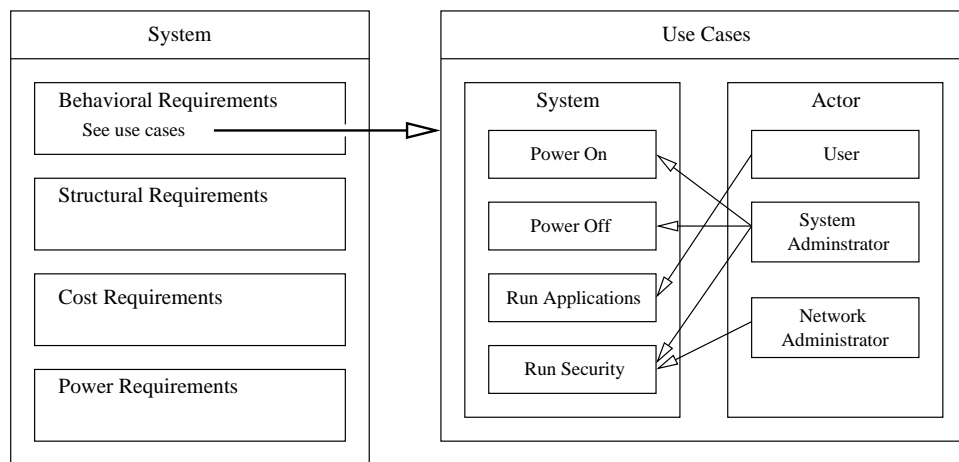 System
Behavioral Requirements
See use cases
Structural Requirements
Cost Requirements
Power Requirements
Use Cases
System
Power On
Power Off
Run Applications
Run Security
Actor
User
System
Adminstrator
Network
Administrator